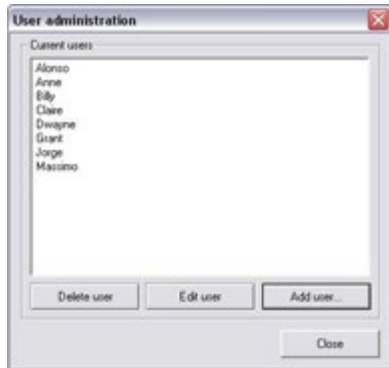 User administration
Current users
Alonso
Anne
Billy
Claire
Dwayne
Grant
Jorge
Massimo
Delete user
Edit user
Add user...
Close